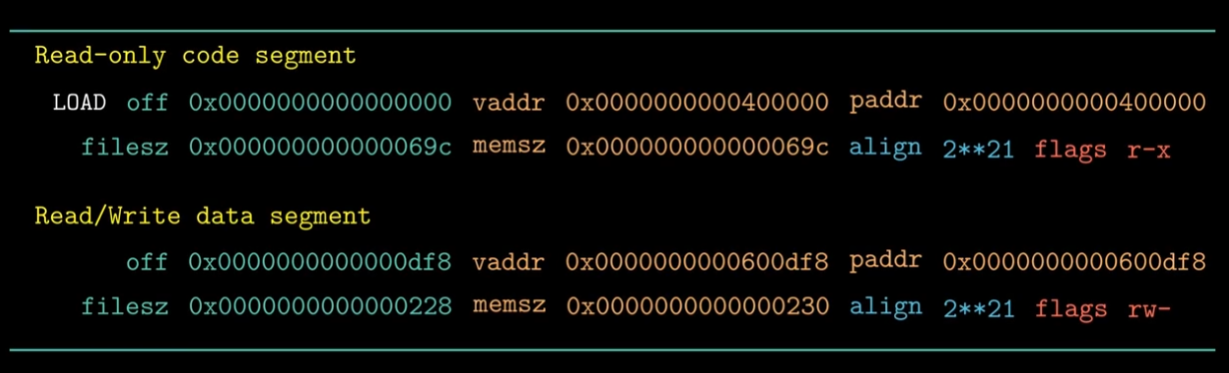 Read-only code segment
LOAD off 0x0000000000000000 vaddr 0x0000000000400000 paddr 0x0000000000400000
filesz 0x000000000000069c memsz 0x000000000000069c align 2**21 flags r-x
Read/Write data segment
off 0x0000000000000df8 vaddr 0x0000000000600df8 paddr 0x0000000000600df8
filesz 0x0000000000000228 memsz 0x0000000000000230 align 2**21 flags rw-